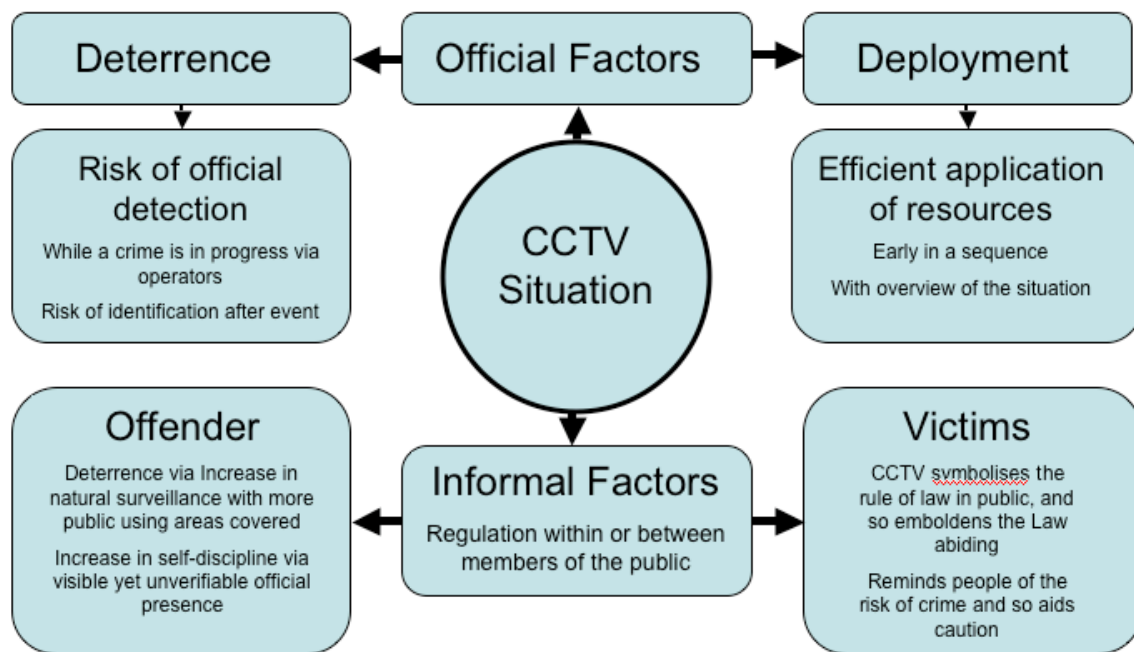 Deterrence
Official Factors
Deployment
Risk of official
detection
While a crime is in progress via
operators
Risk of identification after event
CCTV
Situation
Efficient application
of resources
Early in a sequence
With overview of the situation
Offender
Deterrence via Increase in
natural surveillance with more
public using areas covered
Increase in self-discipline via
visible yet unverifiable official
presence
Informal Factors
Regulation within or between
members of the public
Victims
CCTV symbolises the
rule of law in public, and
so emboldens the Law
abiding
Reminds people of the
risk of crime and so aids
caution